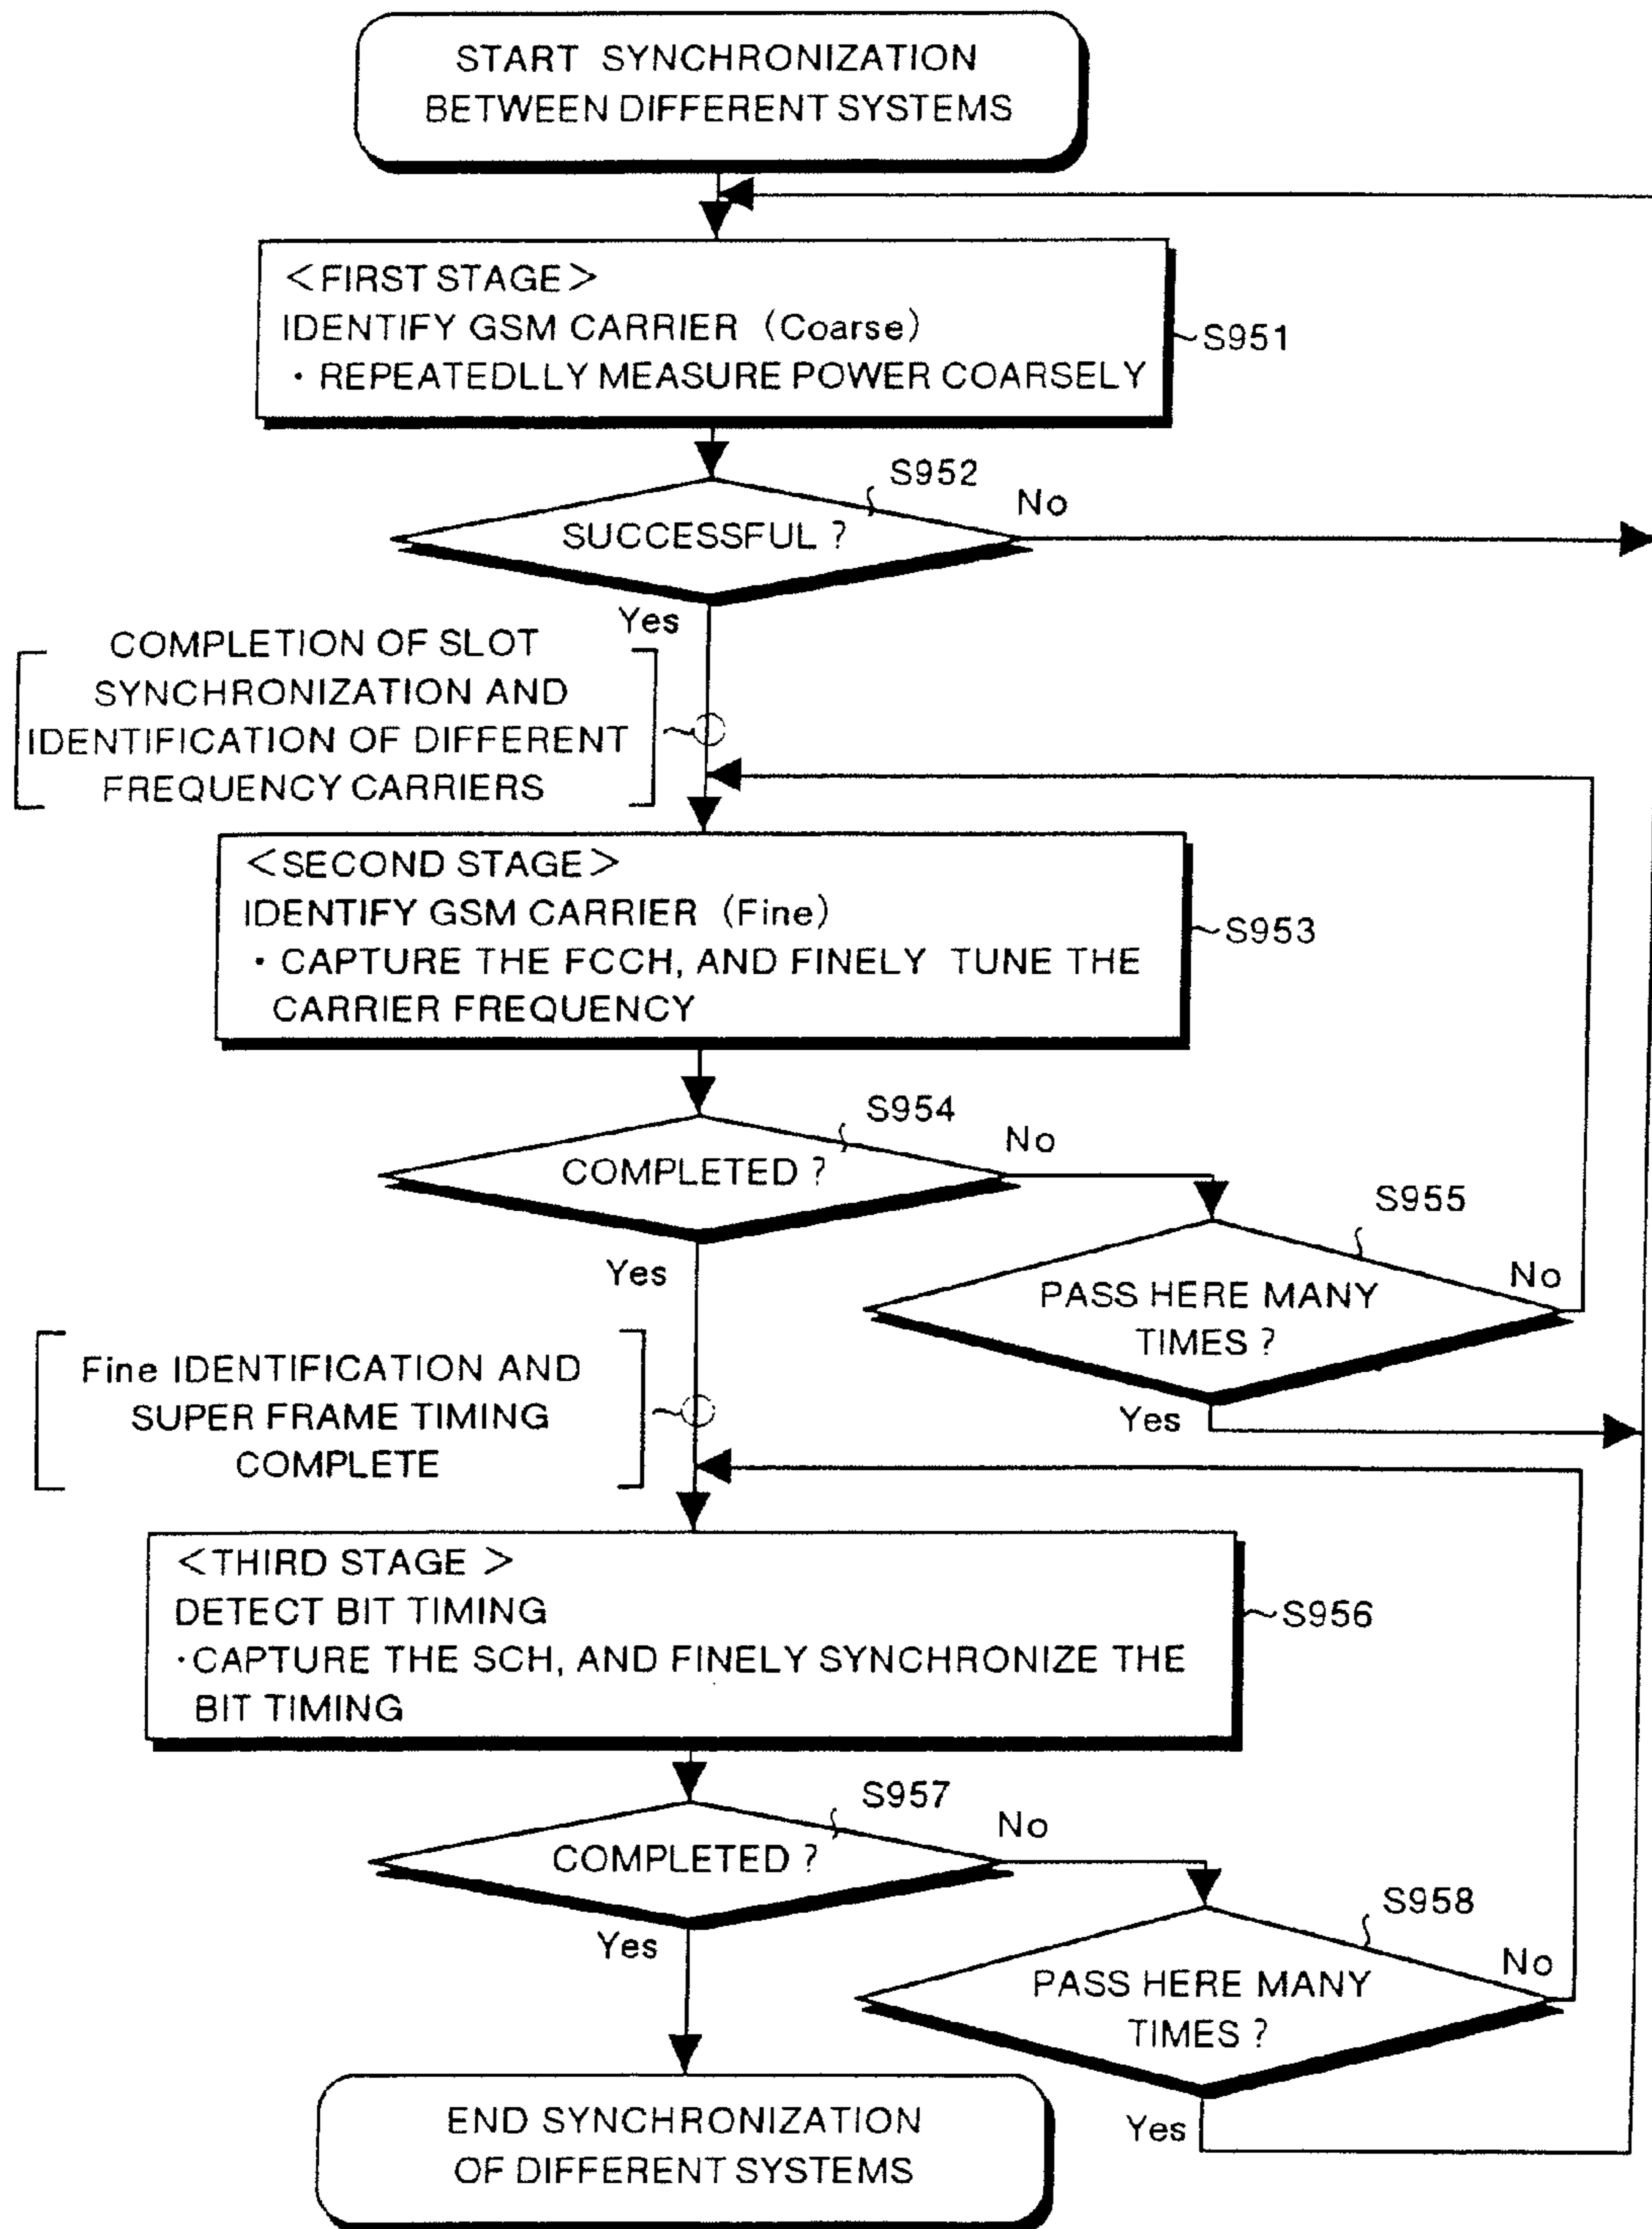 START SYNCHRONIZATION
BETWEEN DIFFERENT SYSTEMS
<FIRST STAGE>
IDENTIFY GSM CARRIER (Coarse)
・REPEATEDLLY MEASURE POWER COARSELY
S951
S952
SUCCESSFUL ?
No
Yes
COMPLETION OF SLOT
SYNCHRONIZATION AND
IDENTIFICATION OF DIFFERENT
FREQUENCY CARRIERS
<SECOND STAGE>
IDENTIFY GSM CARRIER (Fine)
・CAPTURE THE FCCH, AND FINELY TUNE THE
CARRIER FREQUENCY
S953
S954
COMPLETED ?
No
Yes
S955
PASS HERE MANY
TIMES ?
No
Yes
Fine IDENTIFICATION AND
SUPER FRAME TIMING
COMPLETE
<THIRD STAGE >
DETECT BIT TIMING
・CAPTURE THE SCH, AND FINELY SYNCHRONIZE THE
BIT TIMING
S956
S957
COMPLETED ?
No
Yes
S958
PASS HERE MANY
TIMES ?
No
Yes
END SYNCHRONIZATION
OF DIFFERENT SYSTEMS